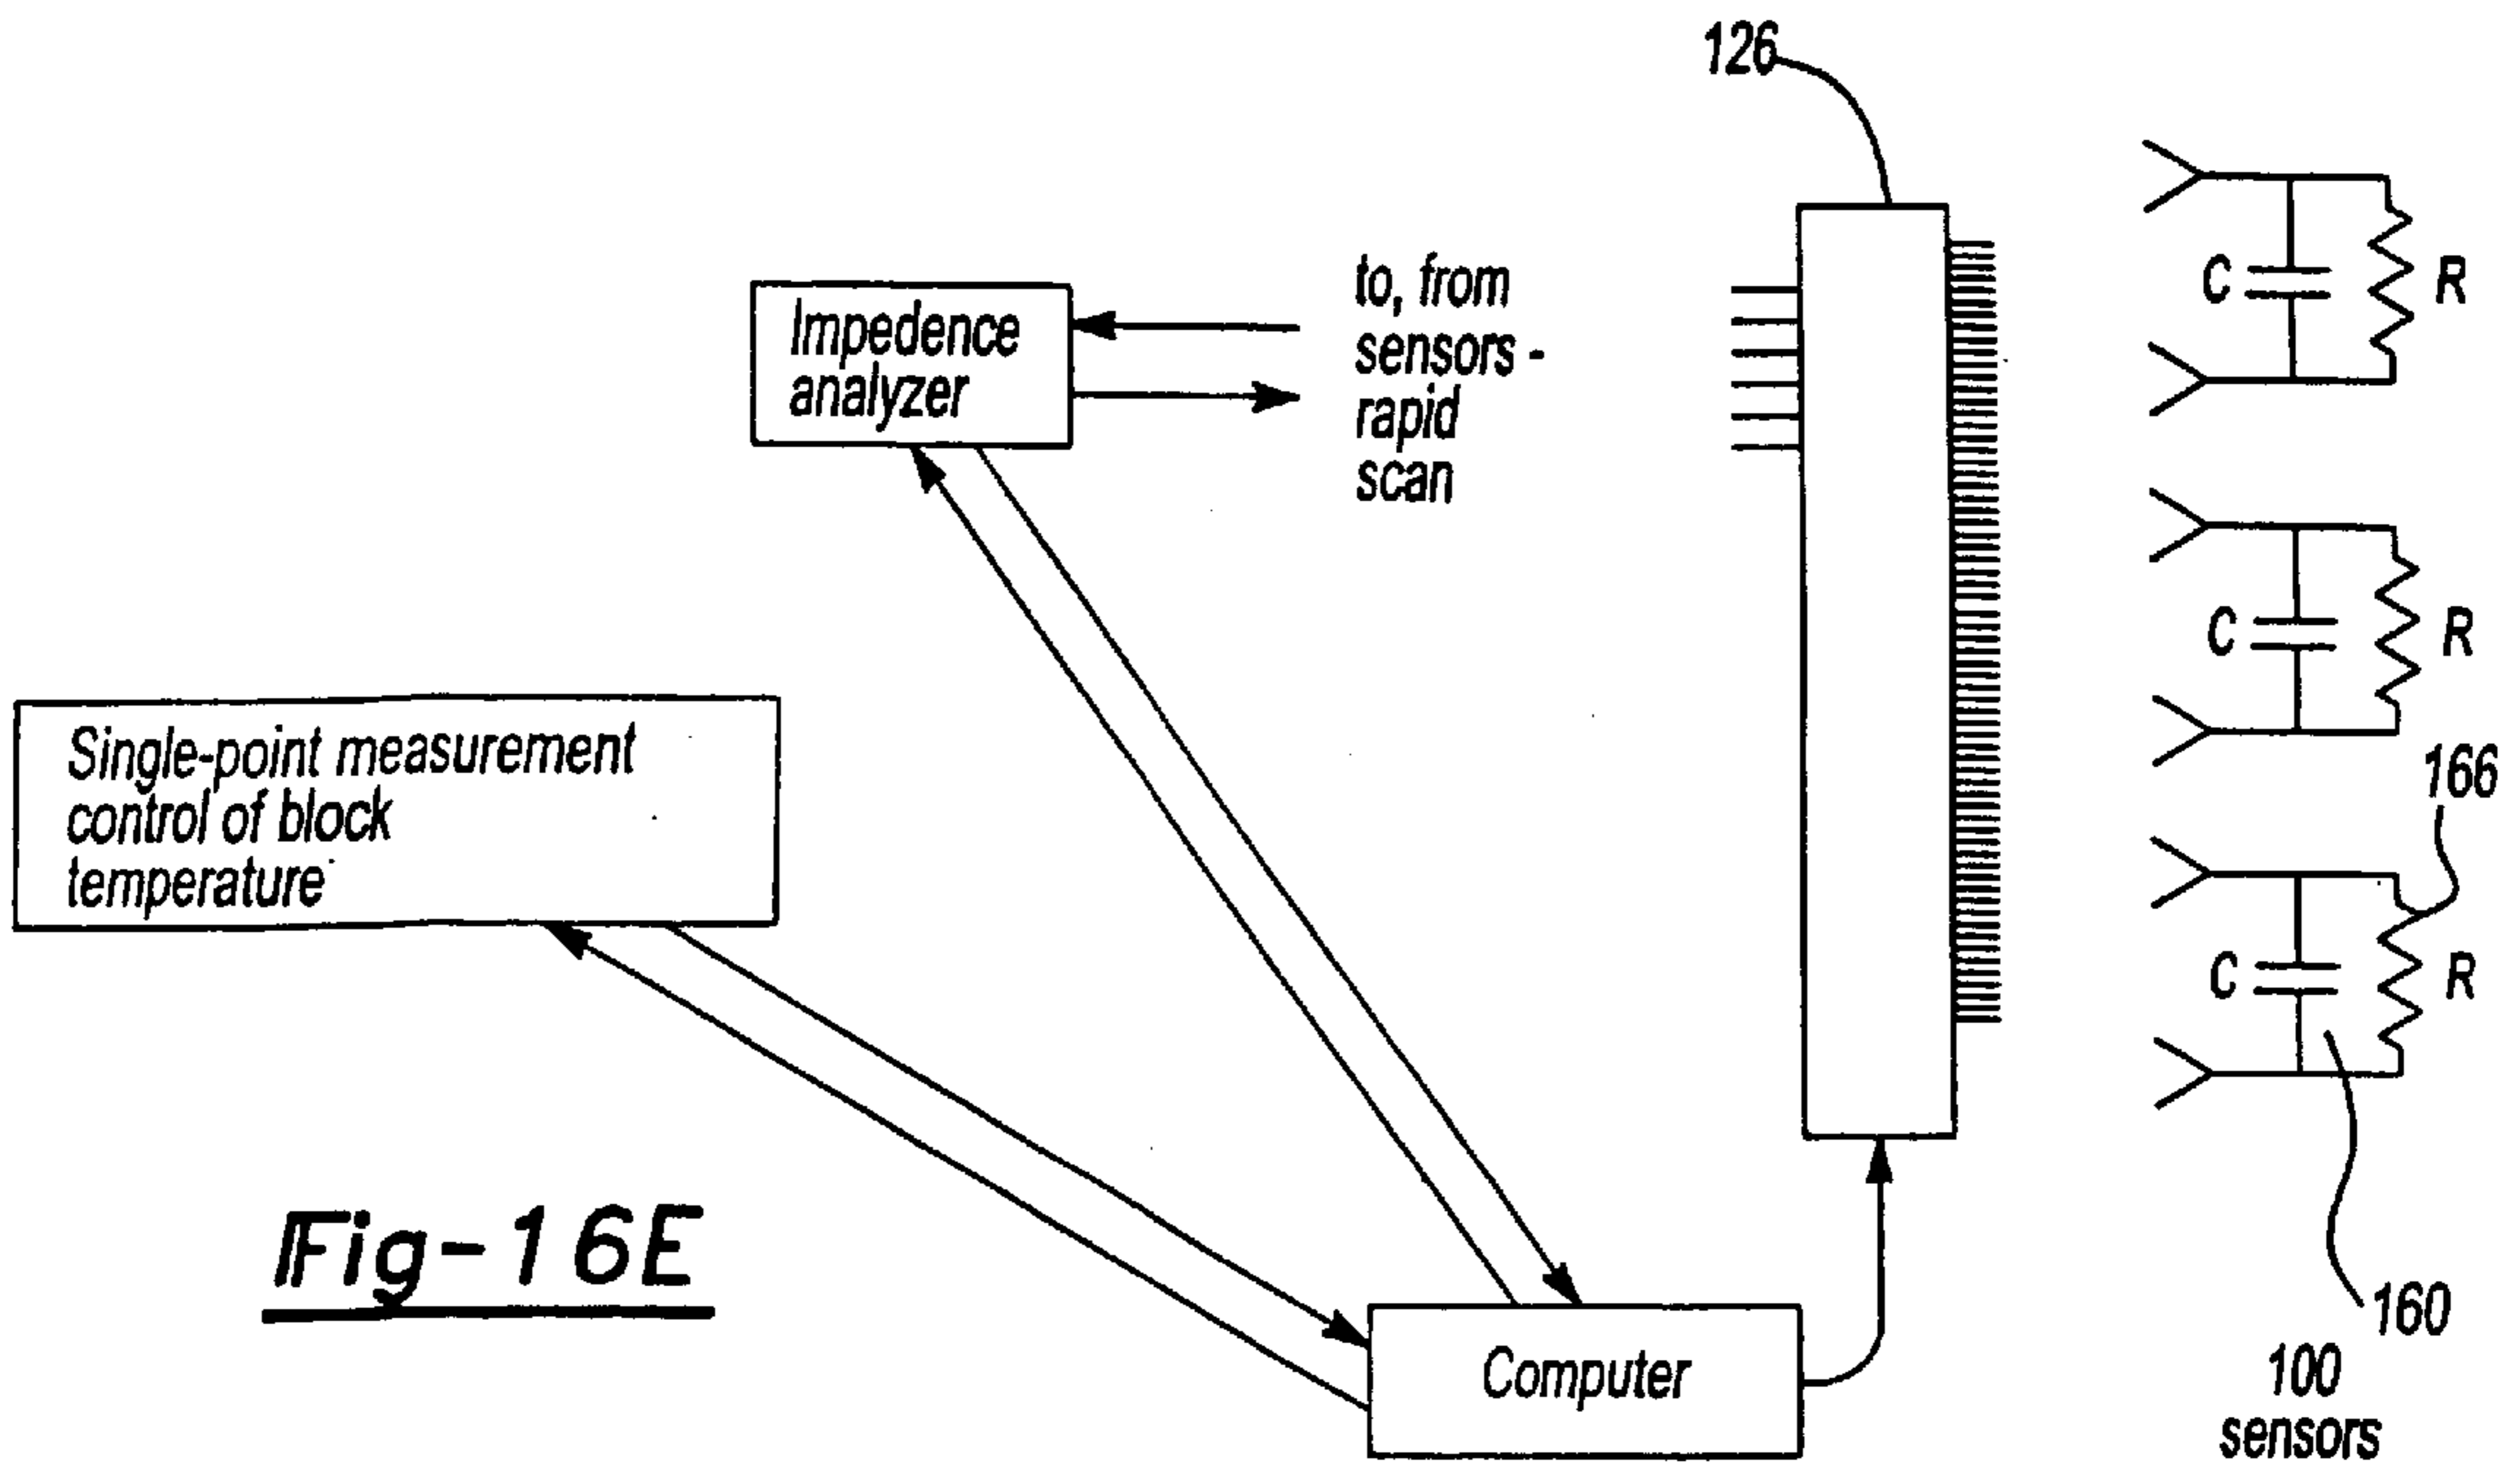 126
Impedence
analyzer
to, from
sensors -
rapid
scan
C
R
C
R
Single-point measurement
control of block
temperature
166
C
R
Fig-16E
Computer
160
100
sensors